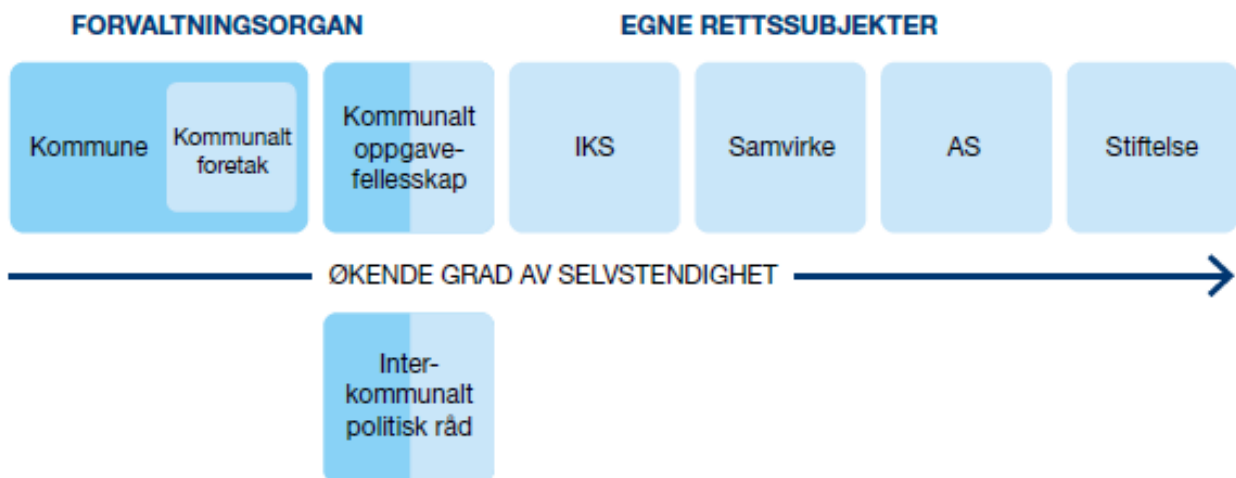 FORVALTNINGSORGAN
EGNE RETTSSUBJEKTER
Kommune
Kommunalt
foretak
Kommunalt
oppgave-
fellesskap
IKS
Samvirke
AS
Stiftelse
ØKENDE GRAD AV SELVSTENDIGHET
Inter-
kommunalt
politisk råd